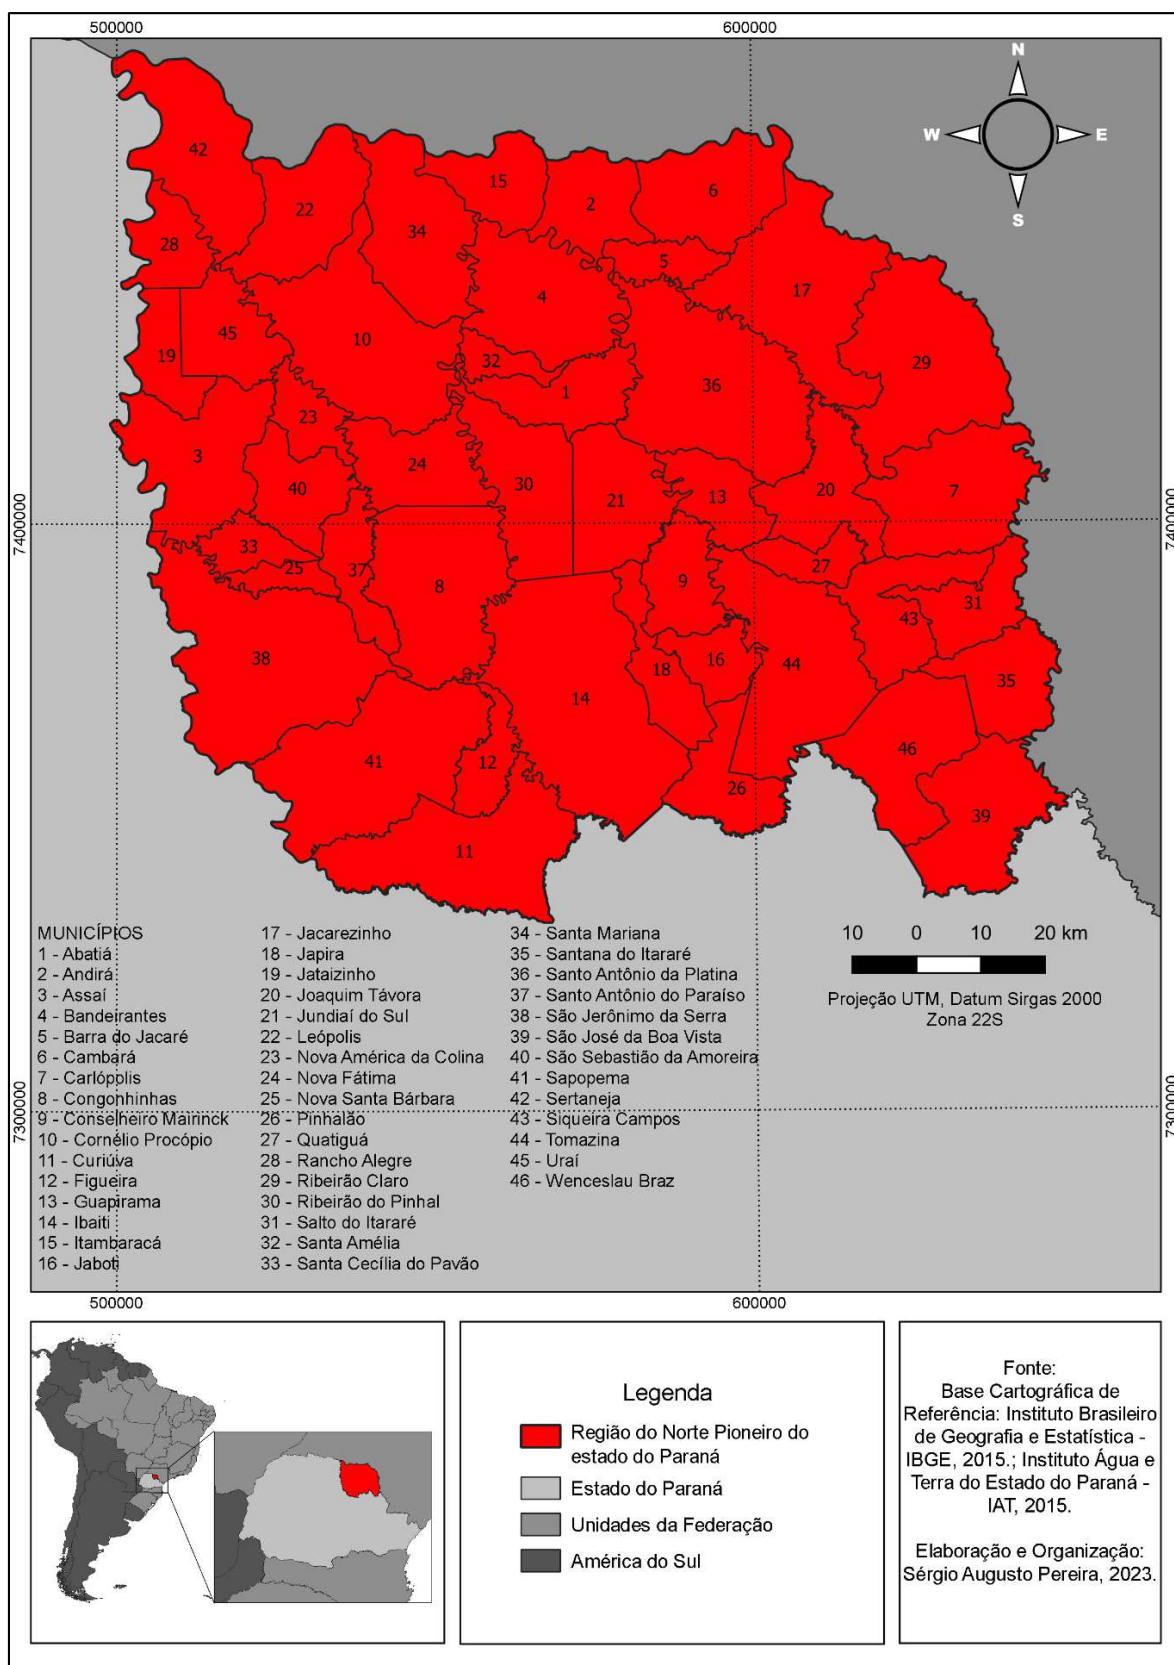 500000
600000
N
W
E
S
42
15
6
2
22
34
28
5
17
4
45
10
19
32
29
36
1
23
3
24
30
40
21
13
20
7
7400000
7400000
33
25
37
8
9
27
31
43
38
18
16
44
35
14
46
41
12
26
39
11
MUNICÍPIOS
1 - Abatiá
2 - Andirá
3 - Assaí
4 - Bandeirantes
5 - Barra do Jacaré
6 - Cambará
7 - Carlópolis
8 - Congonhinhas
9 - Conselheiro Mairinck
10 - Cornélio Procópio
11 - Curiúva
12 - Figueira
13 - Guapirama
14 - Ibaiti
15 - Itambaracá
16 - Jaboti
17 - Jacarezinho
18 - Japira
19 - Jataizinho
20 - Joaquim Távora
21 - Jundiaí do Sul
22 - Leópolis
23 - Nova América da Colina
24 - Nova Fátima
25 - Nova Santa Bárbara
26 - Pinhalão
27 - Quatiguá
28 - Rancho Alegre
29 - Ribeirão Claro
30 - Ribeirão do Pinhal
31 - Salto do Itararé
32 - Santa Amélia
33 - Santa Cecília do Pavão
34 - Santa Mariana
35 - Santana do Itararé
36 - Santo Antônio da Platina
37 - Santo Antônio do Paraíso
38 - São Jerônimo da Serra
39 - São José da Boa Vista
40 - São Sebastião da Amoreira
41 - Sapopema
42 - Sertaneja
43 - Siqueira Campos
44 - Tomazina
45 - Uraí
46 - Wenceslau Braz
10 0 10 20 km
Projeção UTM, Datum Sirgas 2000
Zona 22S
7300000
7300000
500000
600000
Legenda
Região do Norte Pioneiro do
estado do Paraná
Estado do Paraná
Unidades da Federação
América do Sul
Fonte:
Base Cartográfica de
Referência: Instituto Brasileiro
de Geografia e Estatística -
IBGE, 2015.; Instituto Água e
Terra do Estado do Paraná -
IAT, 2015.
Elaboração e Organização:
Sérgio Augusto Pereira, 2023.